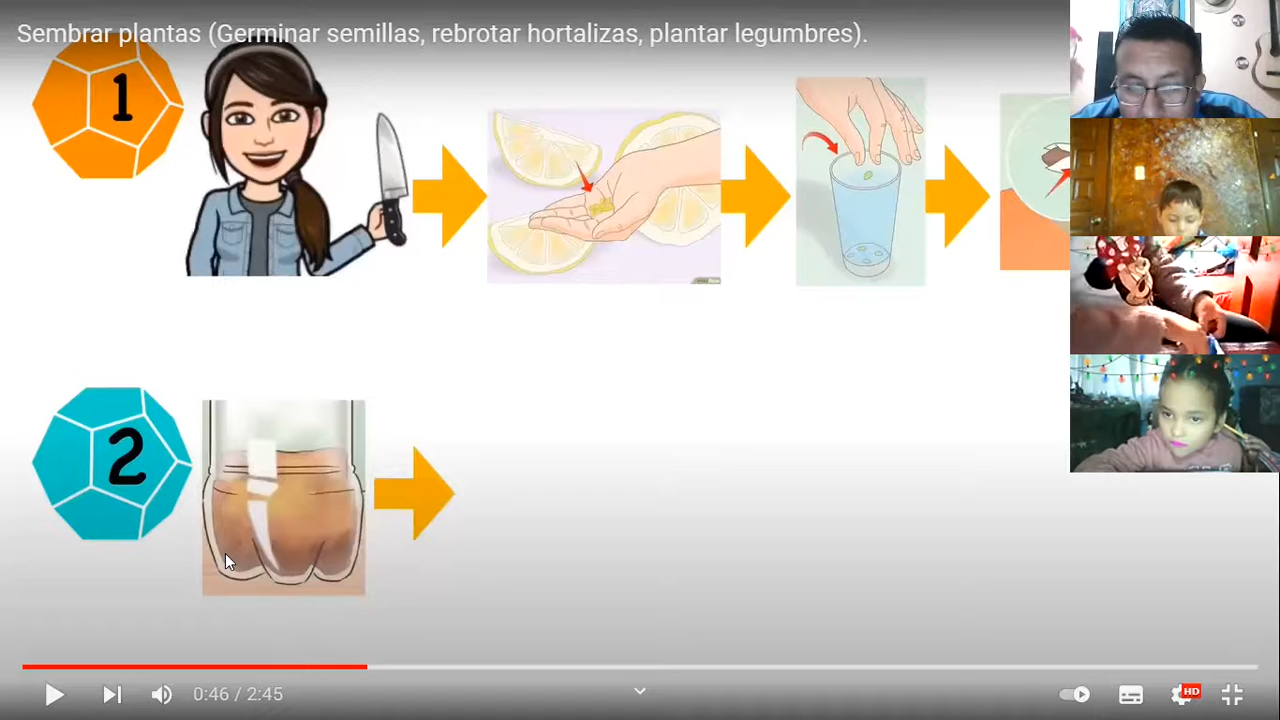 Sembrar plantas (Germinar semillas, rebrotar hortalizas, plantar legumbres).
1
2
0:46 / 2:45
HD